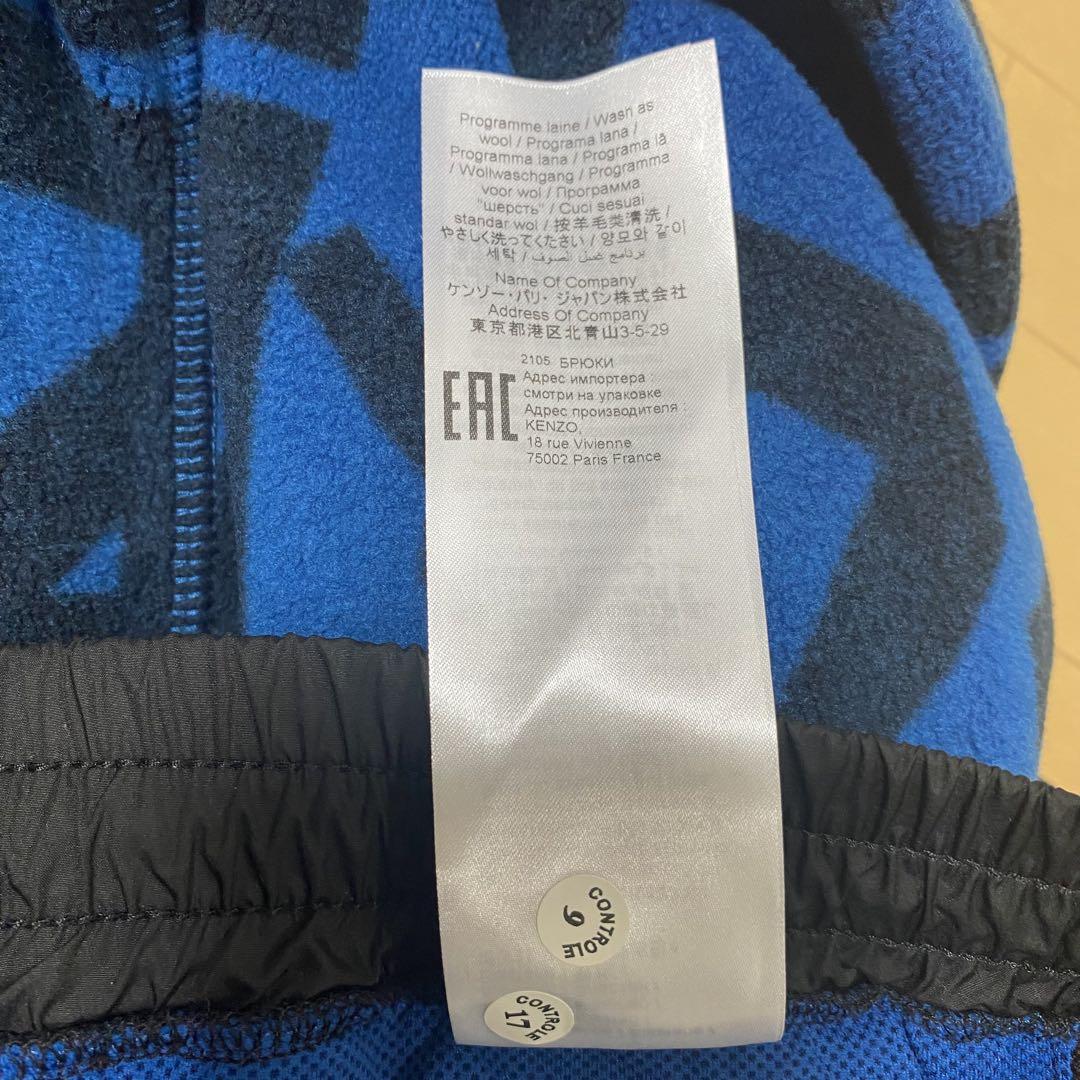 Programme laine / Wash as
wool / Programa lana /
Programma lana / Programa lã
/ Wollwaschgang / Programma
voor wol / Программа
"шерсть" / Cuci sesuai
standar wol / 按羊毛类清洗 /
やさしく洗ってください / 양모와 같이
세탁 / برنامج غسل الصوف /
Name Of Company
ケンゾー・パリ・ジャパン株式会社
Address Of Company
東京都港区北青山3-5-29
EAC
2105 БРЮКИ
Адрес импортера :
смотри на упаковке
Адрес производителя :
KENZO,
18 rue Vivienne
75002 Paris France
CONTROLE
9
CONTROLE
17